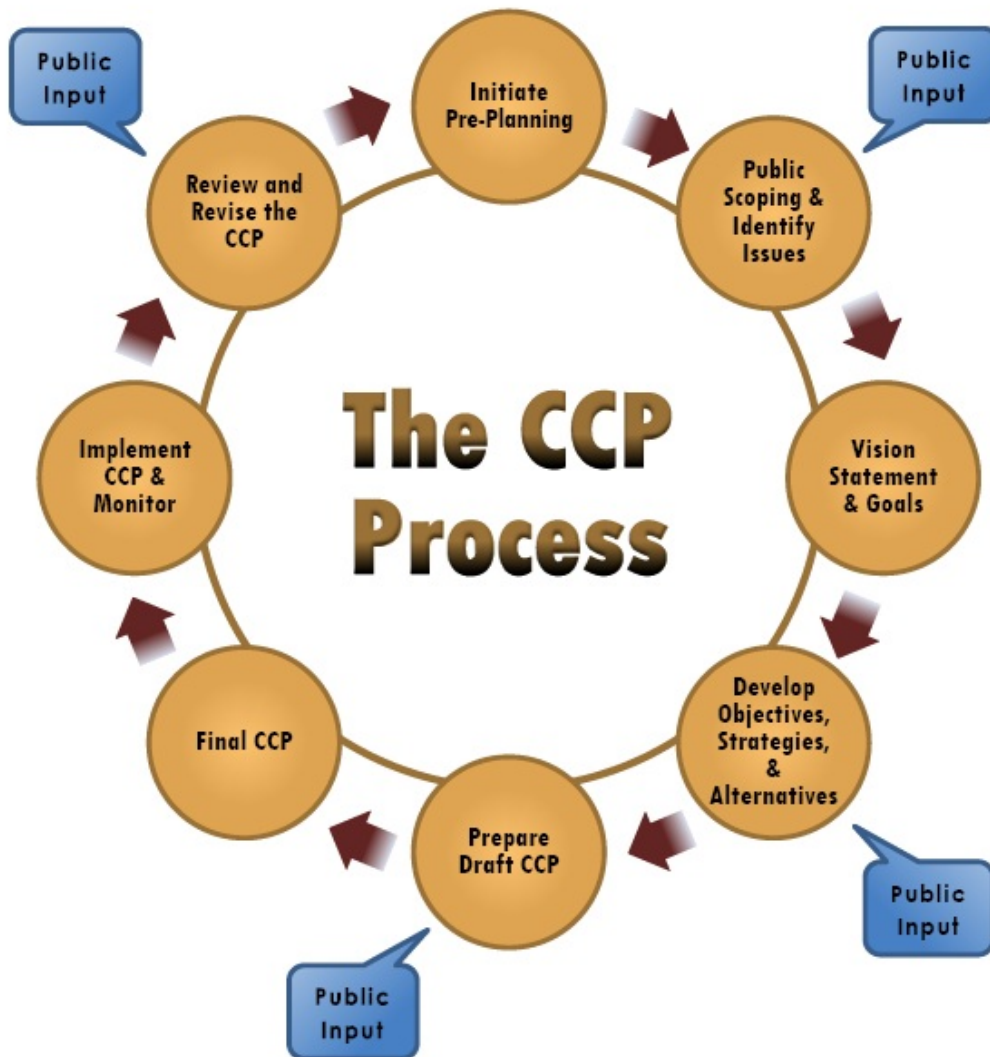 Public
Input
Initiate
Pre-Planning
Public
Input
Public
Scoping &
Identify
Issues
Vision
Statement
& Goals
Develop
Objectives,
Strategies,
&
Alternatives
Public
Input
Prepare
Draft CCP
Public
Input
Final CCP
Implement
CCP &
Monitor
Review and
Revise the
CCP
The CCP
Process